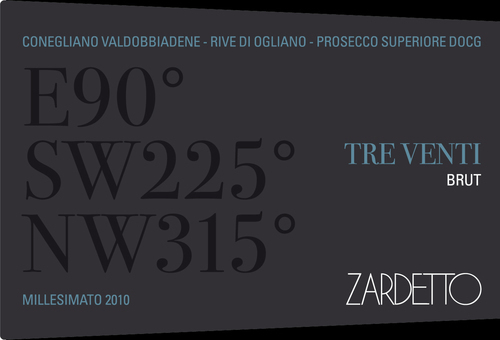 CONEGLIANO VALDOBBIADENE - RIVE DI OGLIANO - PROSECCO SUPERIORE DOCG
E90°
SW225°
NW315°
TRE VENTI
BRUT
MILLESIMATO 2010
ZARDETTO